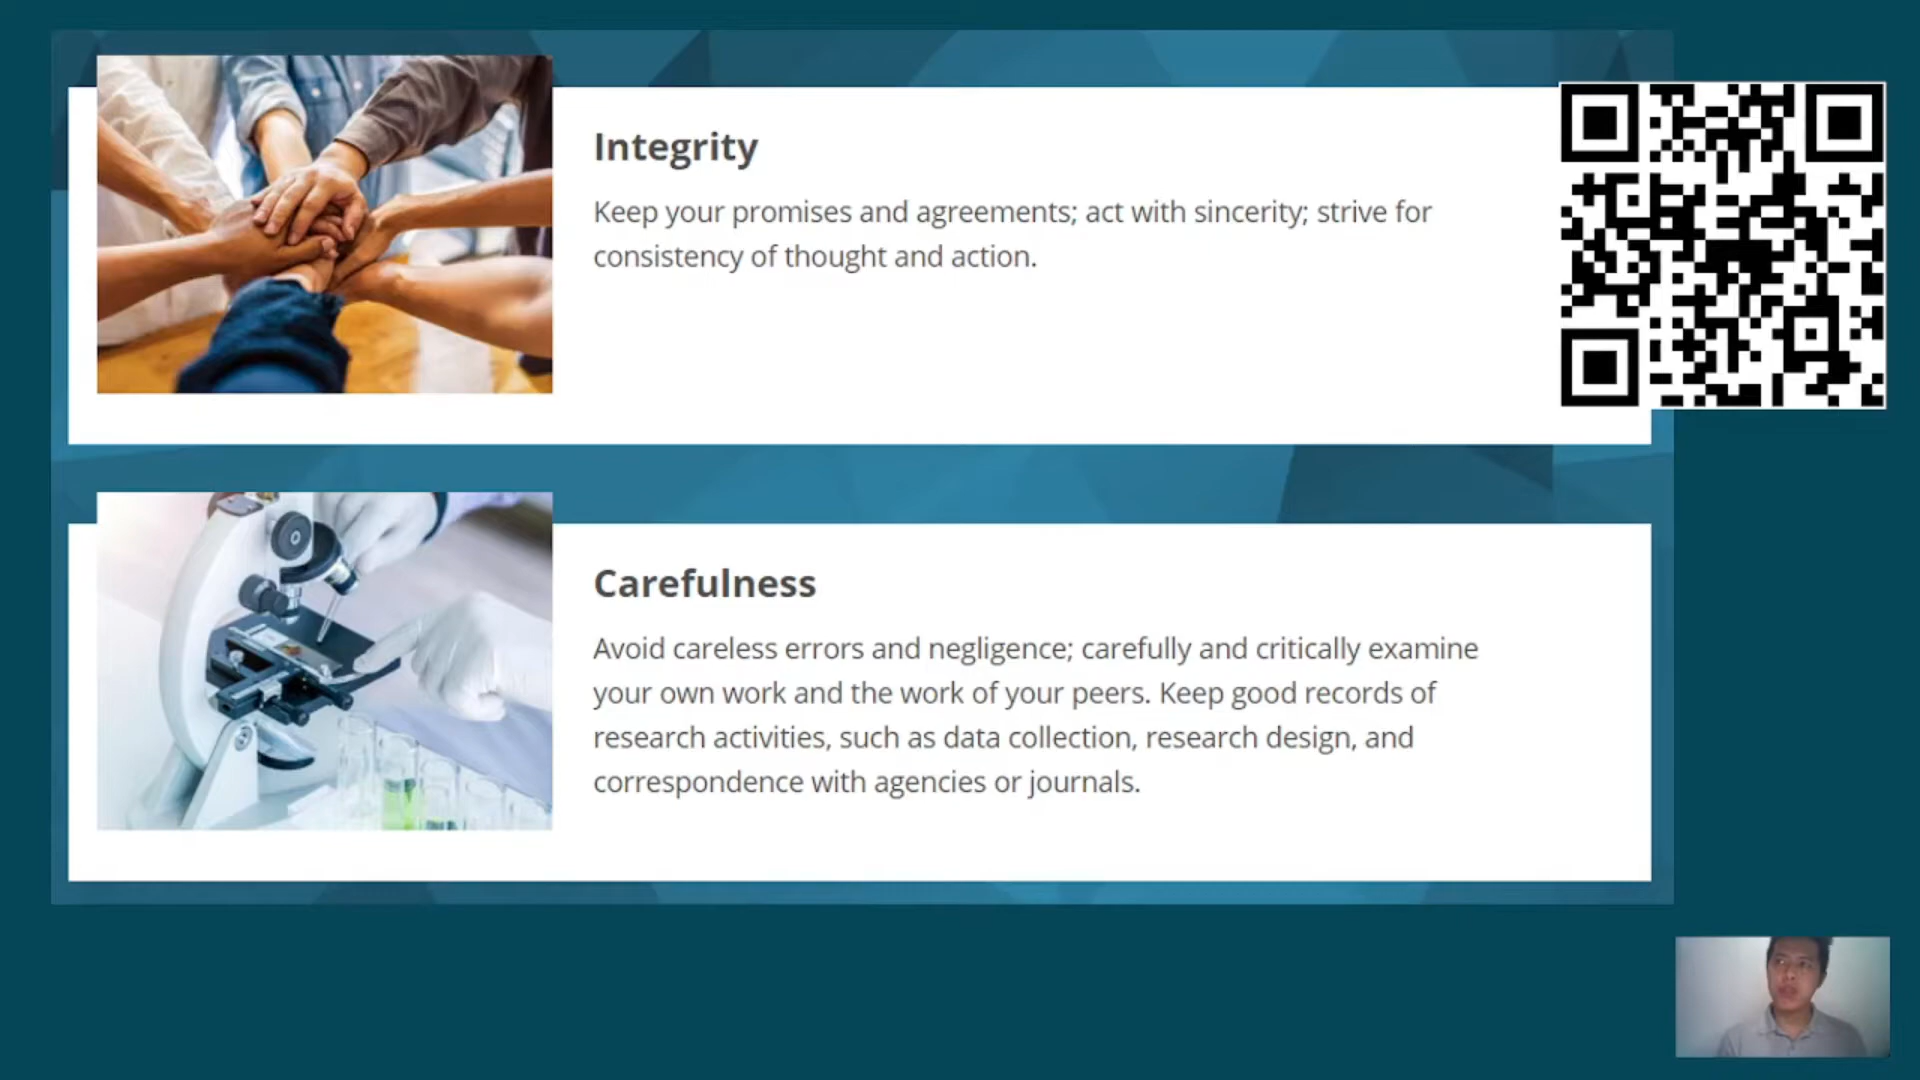 Integrity
Keep your promises and agreements; act with sincerity; strive for
consistency of thought and action.
Carefulness
Avoid careless errors and negligence; carefully and critically examine
your own work and the work of your peers. Keep good records of
research activities, such as data collection, research design, and
correspondence with agencies or journals.